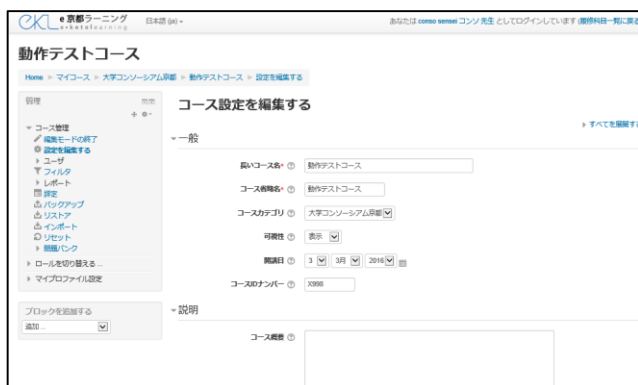 e京都ラーニング
e-kyoto learning
日本語 (ja)
あなたは conso sensei コンソ 先生 としてログインしています (履修科目一覧に戻る
動作テストコース
Home マイコース 大学コンソーシアム京都 動作テストコース 設定を編集する
管理
コース管理
編集モードの終了
設定を編集する
ユーザ
フィルタ
レポート
評定
バックアップ
リストア
インポート
リセット
問題バンク
ロールを切り替える ...
マイプロファイル設定
ブロックを追加する
追加 ...
コース設定を編集する
すべてを展開する
一般
長いコース名* 動作テストコース
コース省略名* 動作テストコース
コースカテゴリ 大学コンソーシアム京都
可視性 表示
開講日 3 3月 2016
コースIDナンバー X998
説明
コース概要